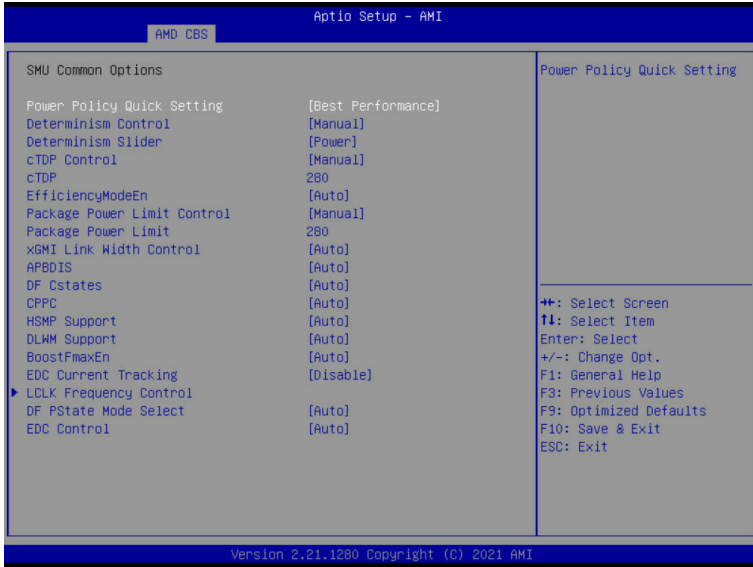 Aptio Setup – AMI
AMD CBS
SMU Common Options
Power Policy Quick Setting [Best Performance]
Determinism Control [Manual]
Determinism Slider [Power]
cTDP Control [Manual]
cTDP 280
EfficiencyModeEn [Auto]
Package Power Limit Control [Manual]
Package Power Limit 280
xGMI Link Width Control [Auto]
APBDIS [Auto]
DF Cstates [Auto]
CPPC [Auto]
HSMP Support [Auto]
DLWM Support [Auto]
BoostFmaxEn [Auto]
EDC Current Tracking [Disable]
LCLK Frequency Control
DF PState Mode Select [Auto]
EDC Control [Auto]
Power Policy Quick Setting
→←: Select Screen
↑↓: Select Item
Enter: Select
+/-: Change Opt.
F1: General Help
F3: Previous Values
F9: Optimized Defaults
F10: Save & Exit
ESC: Exit
Version 2.21.1280 Copyright (C) 2021 AMI